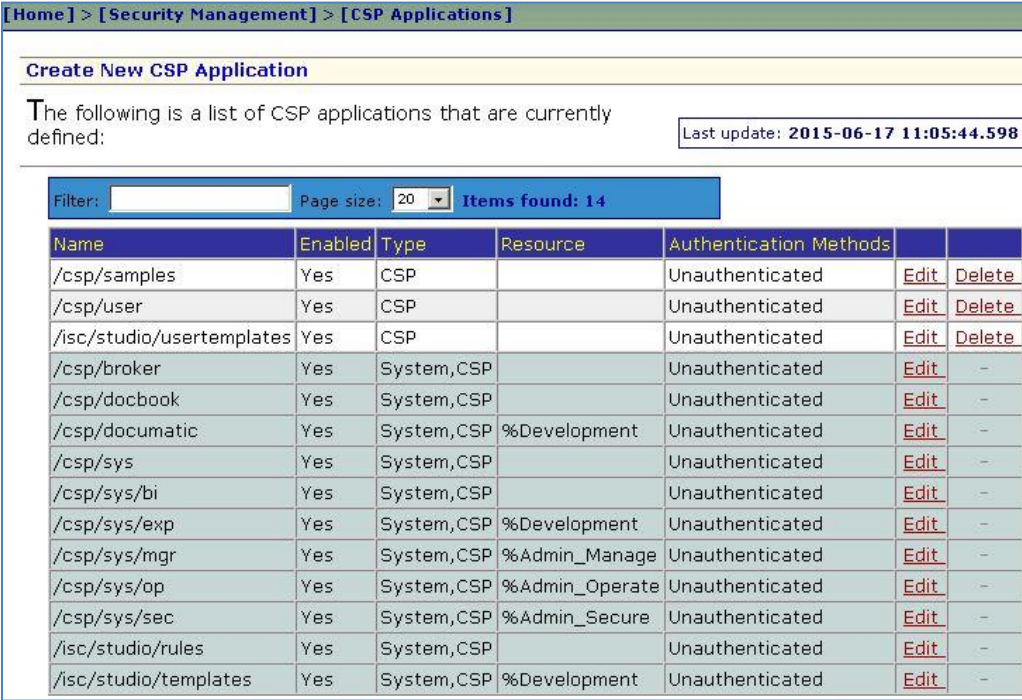 [Home] > [Security Management] > [CSP Applications]
Create New CSP Application
The following is a list of CSP applications that are currently
defined:
Last update: 2015-06-17 11:05:44.598
Filter: Page size: 20 Items found: 14
Name Enabled Type Resource Authentication Methods
/csp/samples Yes CSP Unauthenticated Edit Delete
/csp/user Yes CSP Unauthenticated Edit Delete
/isc/studio/usertemplates Yes CSP Unauthenticated Edit Delete
/csp/broker Yes System,CSP Unauthenticated Edit -
/csp/docbook Yes System,CSP Unauthenticated Edit -
/csp/documatic Yes System,CSP %Development Unauthenticated Edit -
/csp/sys Yes System,CSP Unauthenticated Edit -
/csp/sys/bi Yes System,CSP Unauthenticated Edit -
/csp/sys/exp Yes System,CSP %Development Unauthenticated Edit -
/csp/sys/mgr Yes System,CSP %Admin_Manage Unauthenticated Edit -
/csp/sys/op Yes System,CSP %Admin_Operate Unauthenticated Edit -
/csp/sys/sec Yes System,CSP %Admin_Secure Unauthenticated Edit -
/isc/studio/rules Yes System,CSP Unauthenticated Edit -
/isc/studio/templates Yes System,CSP %Development Unauthenticated Edit -